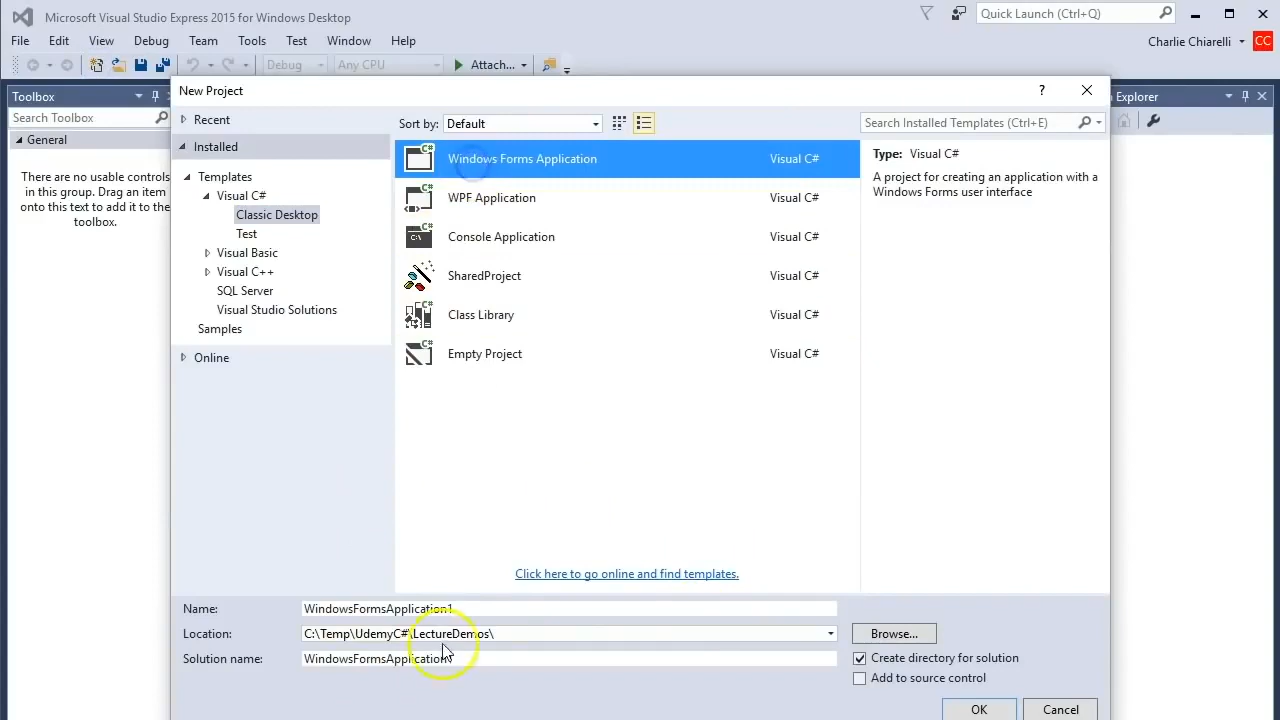 Microsoft Visual Studio Express 2015 for Windows Desktop
Quick Launch (Ctrl+Q)
File Edit View Debug Team Tools Test Window Help
Charlie Chiarelli CC
Debug Any CPU Attach...
Toolbox
New Project
?
Explorer
Search Toolbox
General
There are no usable controls
in this group. Drag an item
onto this text to add it to the
toolbox.
Recent
Installed
Templates
Visual C#
Classic Desktop
Test
Visual Basic
Visual C++
SQL Server
Visual Studio Solutions
Samples
Online
Sort by: Default
Search Installed Templates (Ctrl+E)
Windows Forms Application Visual C#
WPF Application Visual C#
Console Application Visual C#
SharedProject Visual C#
Class Library Visual C#
Empty Project Visual C#
Type: Visual C#
A project for creating an application with a
Windows Forms user interface
Click here to go online and find templates.
Name: WindowsFormsApplication1
Location: C:\Temp\UdemyC#\LectureDemos\
Browse...
Solution name:
Create directory for solution
Add to source control
OK Cancel